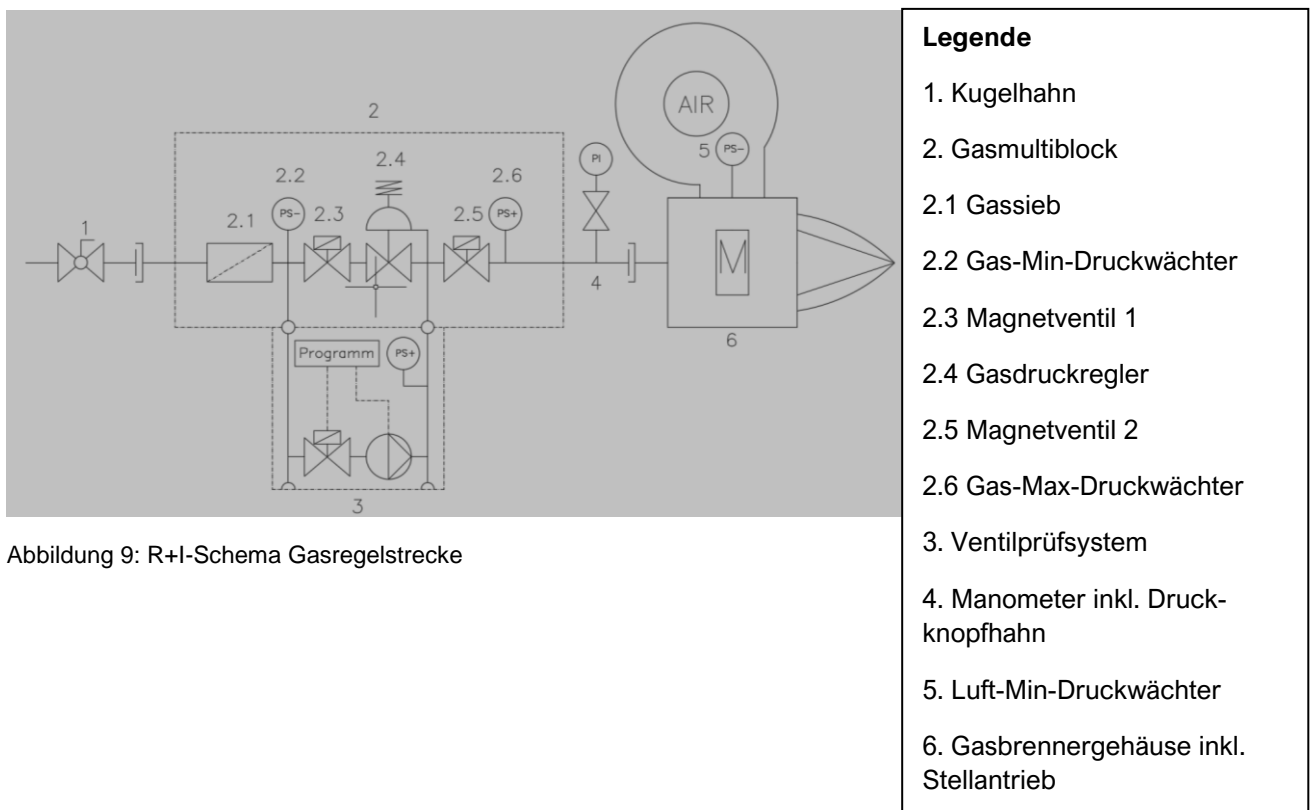 AIR
2
5
PS-
PI
2.4
2.2
2.6
PS-
2.3
2.5
PS+
2.1
1
M
4
6
Programm
PS+
3
Abbildung 9: R+I-Schema Gasregelstrecke
Legende
1. Kugelhahn
2. Gasmultiblock
2.1 Gassieb
2.2 Gas-Min-Druckwächter
2.3 Magnetventil 1
2.4 Gasdruckregler
2.5 Magnetventil 2
2.6 Gas-Max-Druckwächter
3. Ventilprüfsystem
4. Manometer inkl. Druck-
knopfhahn
5. Luft-Min-Druckwächter
6. Gasbrennergehäuse inkl.
Stellantrieb